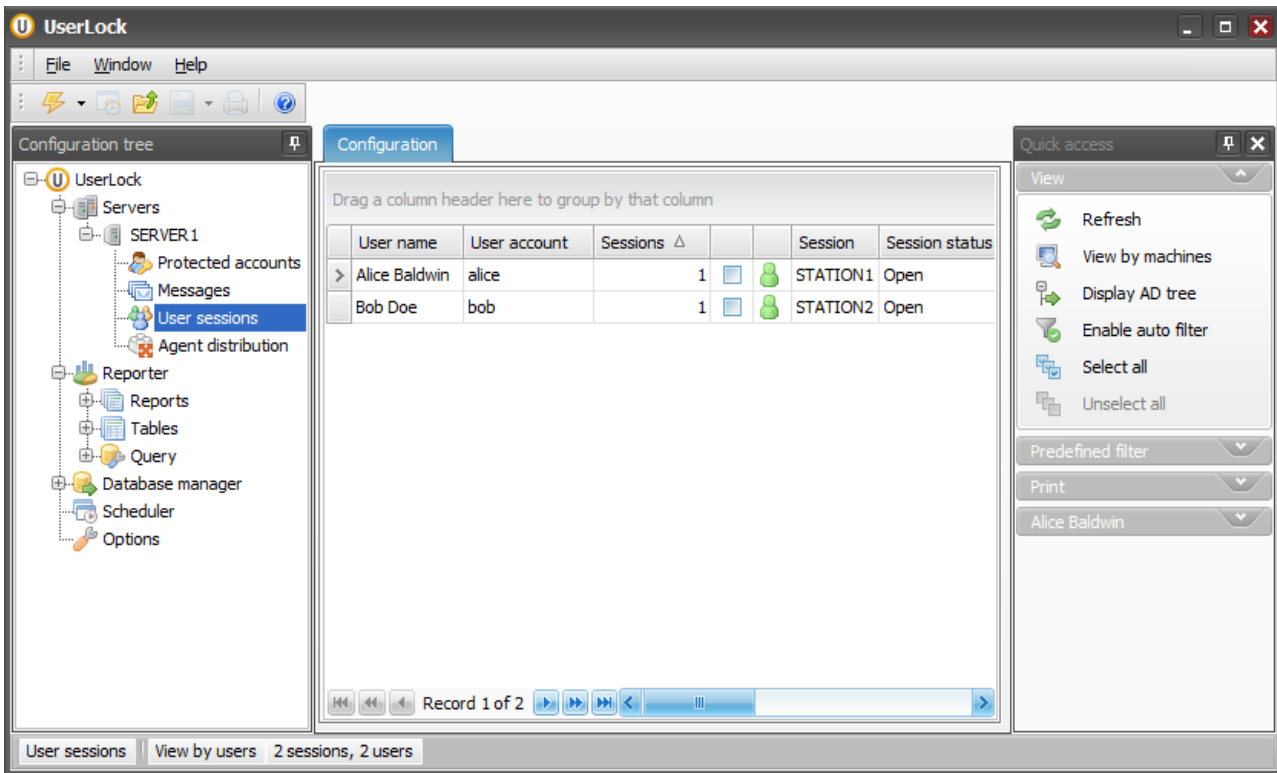 UserLock
File Window Help
Configuration tree
UserLock
Servers
SERVER1
Protected accounts
Messages
User sessions
Agent distribution
Reporter
Reports
Tables
Query
Database manager
Scheduler
Options
Configuration
Drag a column header here to group by that column
User name User account Sessions Session Session status
Alice Baldwin alice 1 STATION1 Open
Bob Doe bob 1 STATION2 Open
Record 1 of 2
Quick access
View
Refresh
View by machines
Display AD tree
Enable auto filter
Select all
Unselect all
Predefined filter
Print
Alice Baldwin
User sessions View by users 2 sessions, 2 users